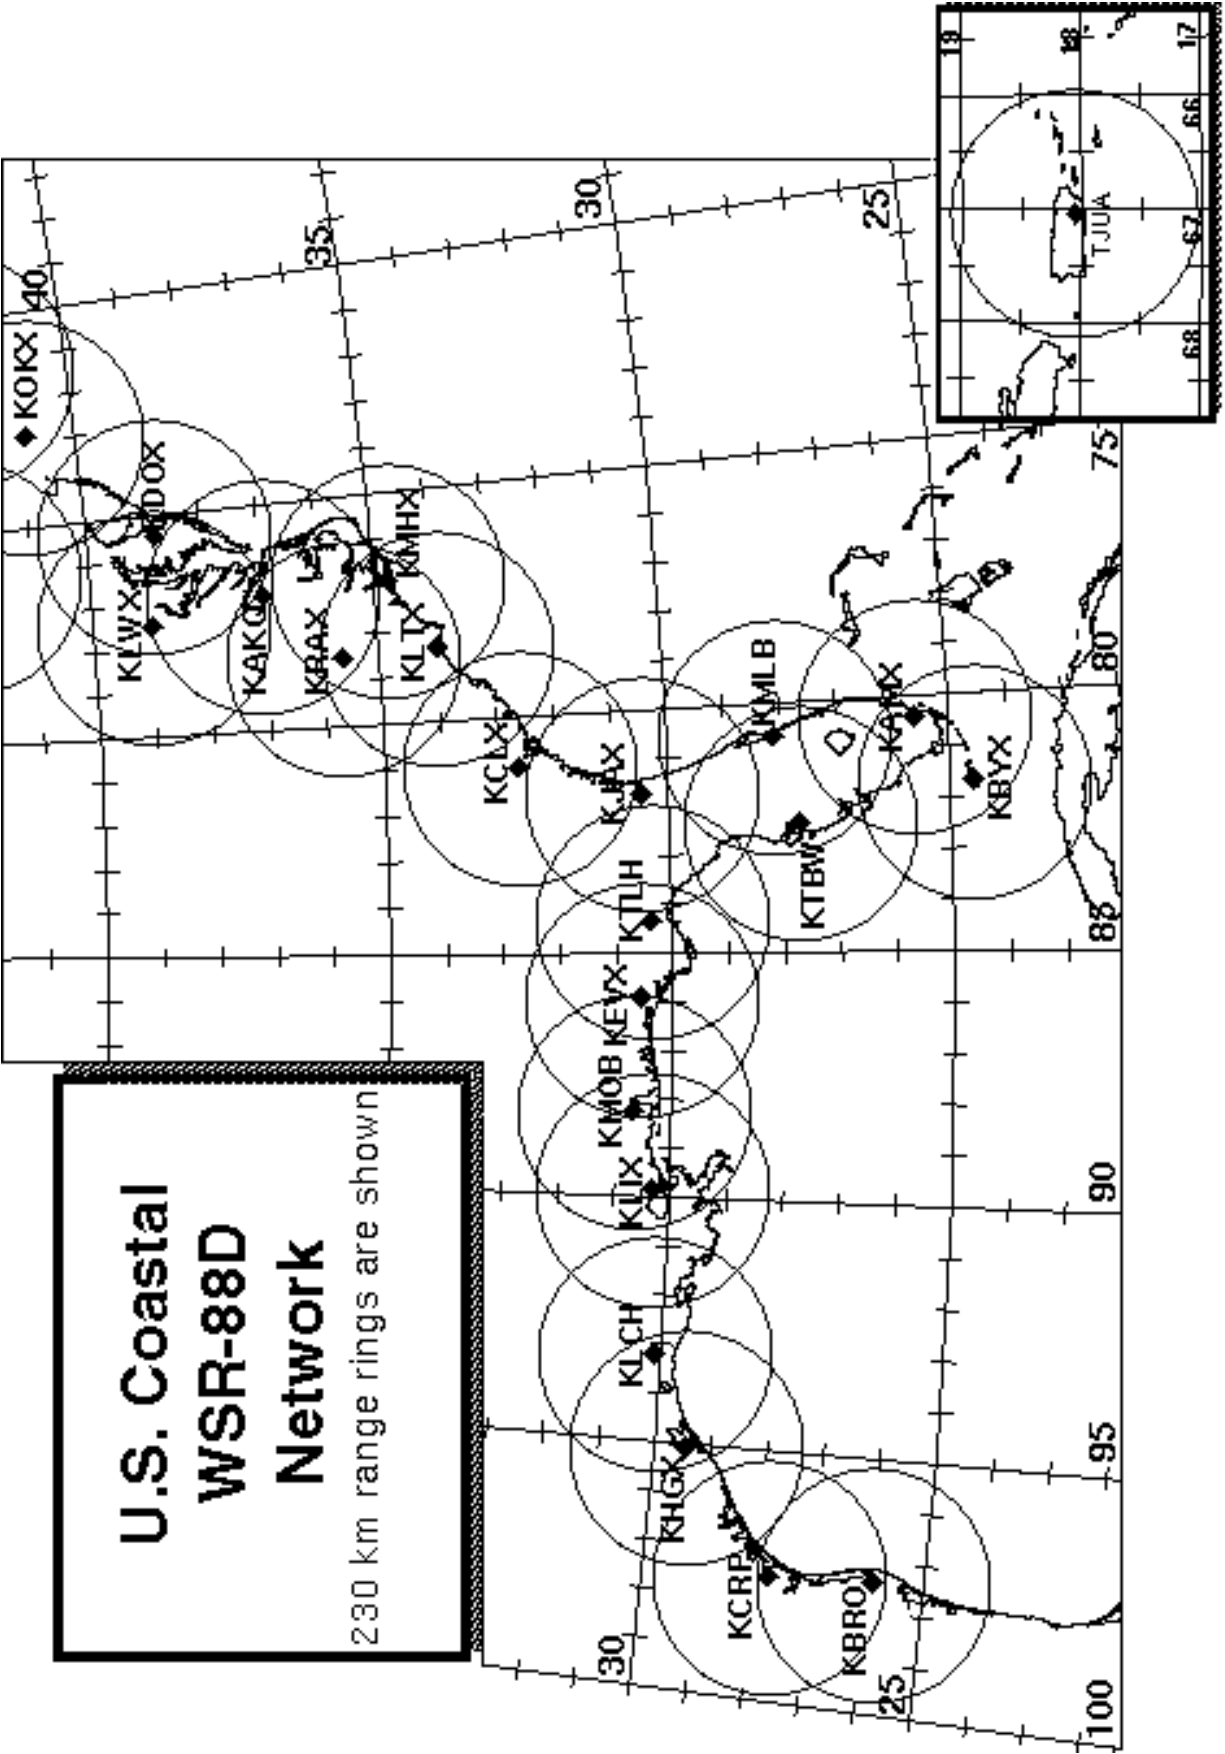 U.S. Coastal
WSR-88D
Network
230 km range rings are shown
40
35
30
25
KOKX
DOX
KLWX
KAKQ
KRAX
KMHX
KLTX
KCLX
KJAX
KMLB
KAMX
KBYX
KTBW
KTLH
KEVX
KMOB
KLIX
KLCH
KHGX
KCRP
KBRO
30
25
100
95
90
85
80
75
19
18
17
66
67
68
TJUA